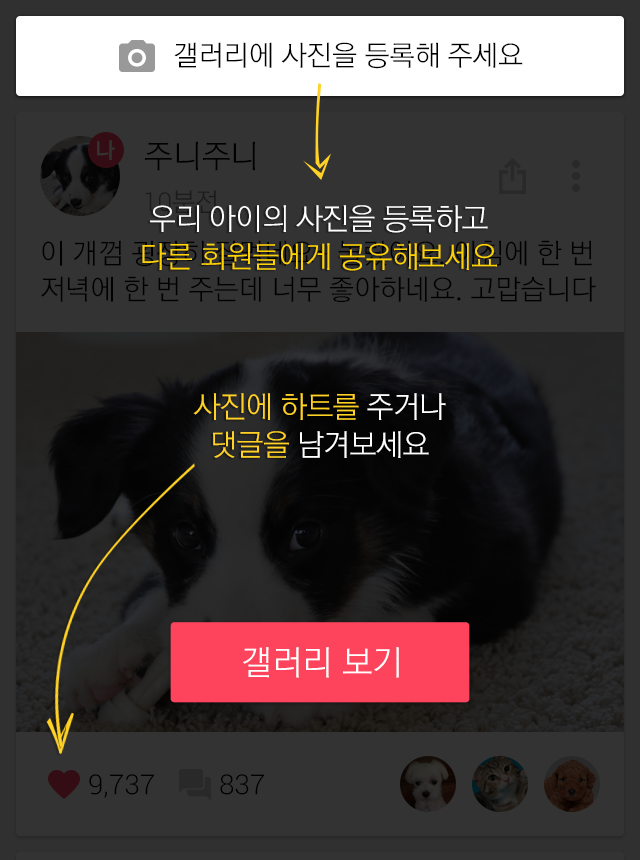 갤러리에 사진을 등록해 주세요
나
주니주니
10분전
우리 아이의 사진을 등록하고
다른 회원들에게 공유해보세요
이 개껌
에 한 번
저녁에 한 번 주는데 너무 좋아하네요. 고맙습니다
사진에 하트를 주거나
댓글을 남겨보세요
갤러리 보기
9,737
837